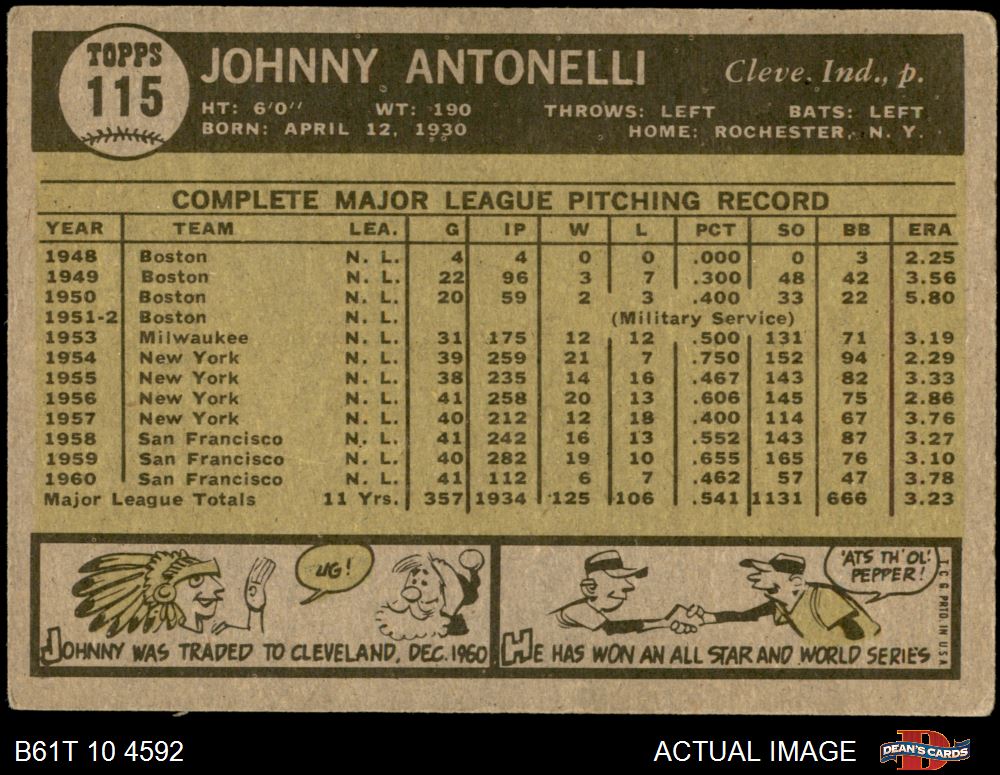 TOPPS
115
JOHNNY ANTONELLI Cleve. Ind., p.
HT: 6'0" WT: 190 THROWS: LEFT BATS: LEFT
BORN: APRIL 12, 1930 HOME: ROCHESTER, N. Y.
COMPLETE MAJOR LEAGUE PITCHING RECORD
YEAR TEAM LEA. G IP W L PCT SO BB ERA
1948 Boston N. L. 4 4 0 0 .000 0 3 2.25
1949 Boston N. L. 22 96 3 7 .300 48 42 3.56
1950 Boston N. L. 20 59 2 3 .400 33 22 5.80
1951-2 Boston N. L. (Military Service)
1953 Milwaukee N. L. 31 175 12 12 .500 131 71 3.19
1954 New York N. L. 39 259 21 7 .750 152 94 2.29
1955 New York N. L. 38 235 14 16 .467 143 82 3.33
1956 New York N. L. 41 258 20 13 .606 145 75 2.86
1957 New York N. L. 40 212 12 18 .400 114 67 3.76
1958 San Francisco N. L. 41 242 16 13 .552 143 87 3.27
1959 San Francisco N. L. 40 282 19 10 .655 165 76 3.10
1960 San Francisco N. L. 41 112 6 7 .462 57 47 3.78
Major League Totals 11 Yrs. 357 1934 125 106 .541 1131 666 3.23
UG!
JOHNNY WAS TRADED TO CLEVELAND, DEC. 1960
'ATS TH' OL'
PEPPER!
HE HAS WON AN ALL STAR AND WORLD SERIES
T. C. G. PRTD. IN USA
B61T 10 4592 ACTUAL IMAGE DEAN'S CARDS